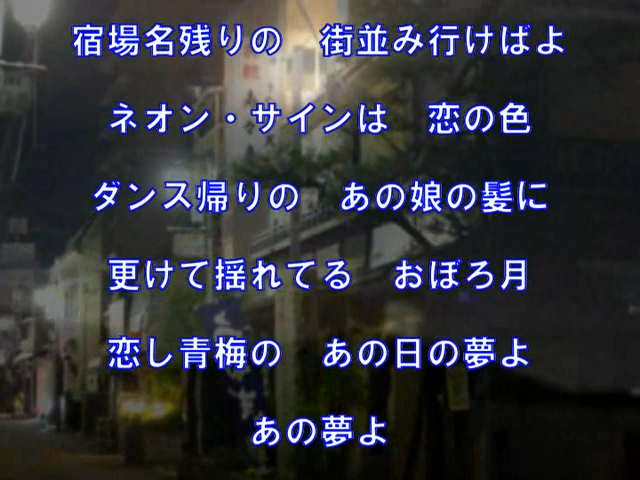 宿場名残りの　街並み行けばよ
ネオン・サインは　恋の色
ダンス帰りの　あの娘の髪に
更けて揺れてる　おぼろ月
恋し青梅の　あの日の夢よ
あの夢よ